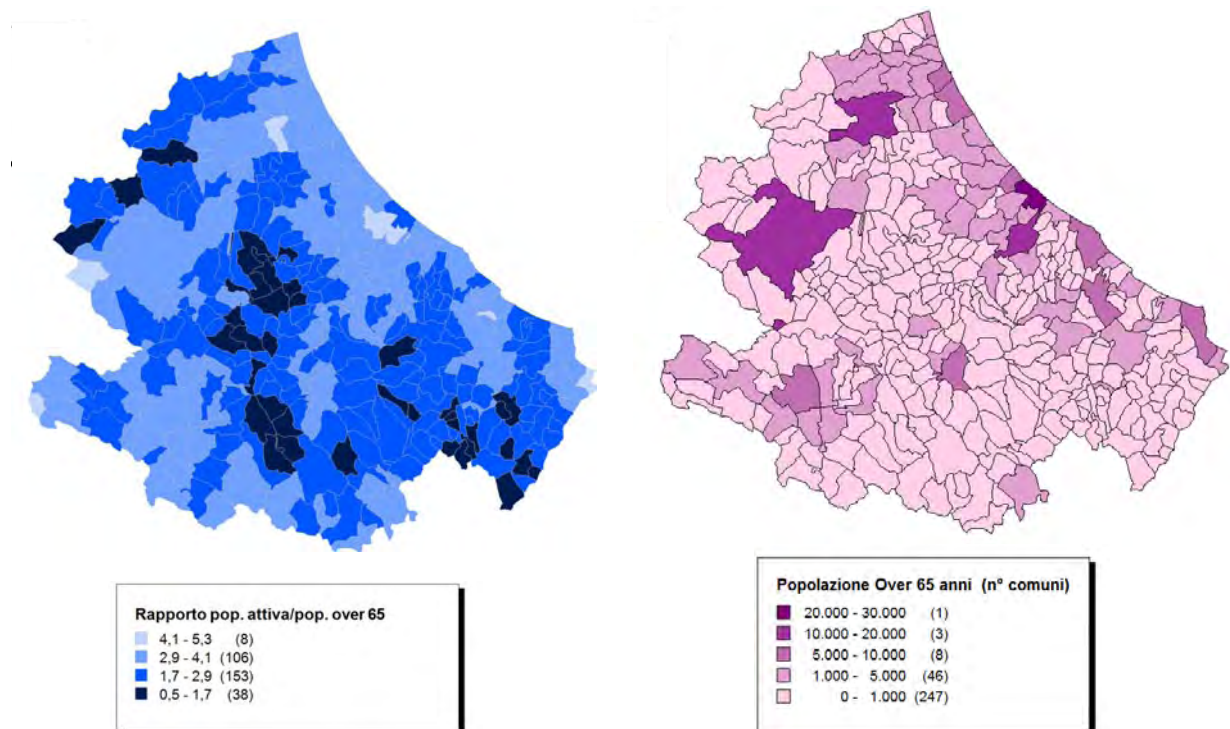 Rapporto pop. attiva/pop. over 65
4,1 - 5,3 (8)
2,9 - 4,1 (106)
1,7 - 2,9 (153)
0,5 - 1,7 (38)
Popolazione Over 65 anni (n° comuni)
20.000 - 30.000 (1)
10.000 - 20.000 (3)
5.000 - 10.000 (8)
1.000 - 5.000 (46)
0 - 1.000 (247)